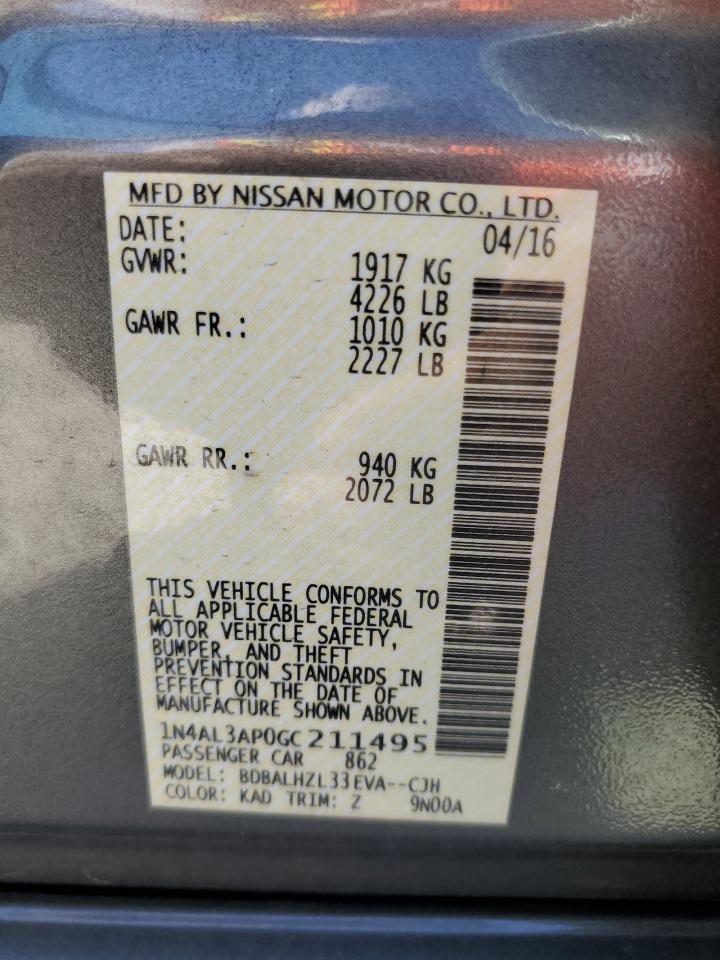 MFD BY NISSAN MOTOR CO., LTD.
DATE: 04/16
GVWR: 1917 KG
4226 LB
GAWR FR.: 1010 KG
2227 LB
GAWR RR.: 940 KG
2072 LB
THIS VEHICLE CONFORMS TO
ALL APPLICABLE FEDERAL
MOTOR VEHICLE SAFETY,
BUMPER, AND THEFT
PREVENTION STANDARDS IN
EFFECT ON THE DATE OF
MANUFACTURE SHOWN ABOVE.
1N4AL3AP0GC211495
PASSENGER CAR 862
MODEL: BDBALHZL33EVA--CJH
COLOR: KAD TRIM: Z 9N00A